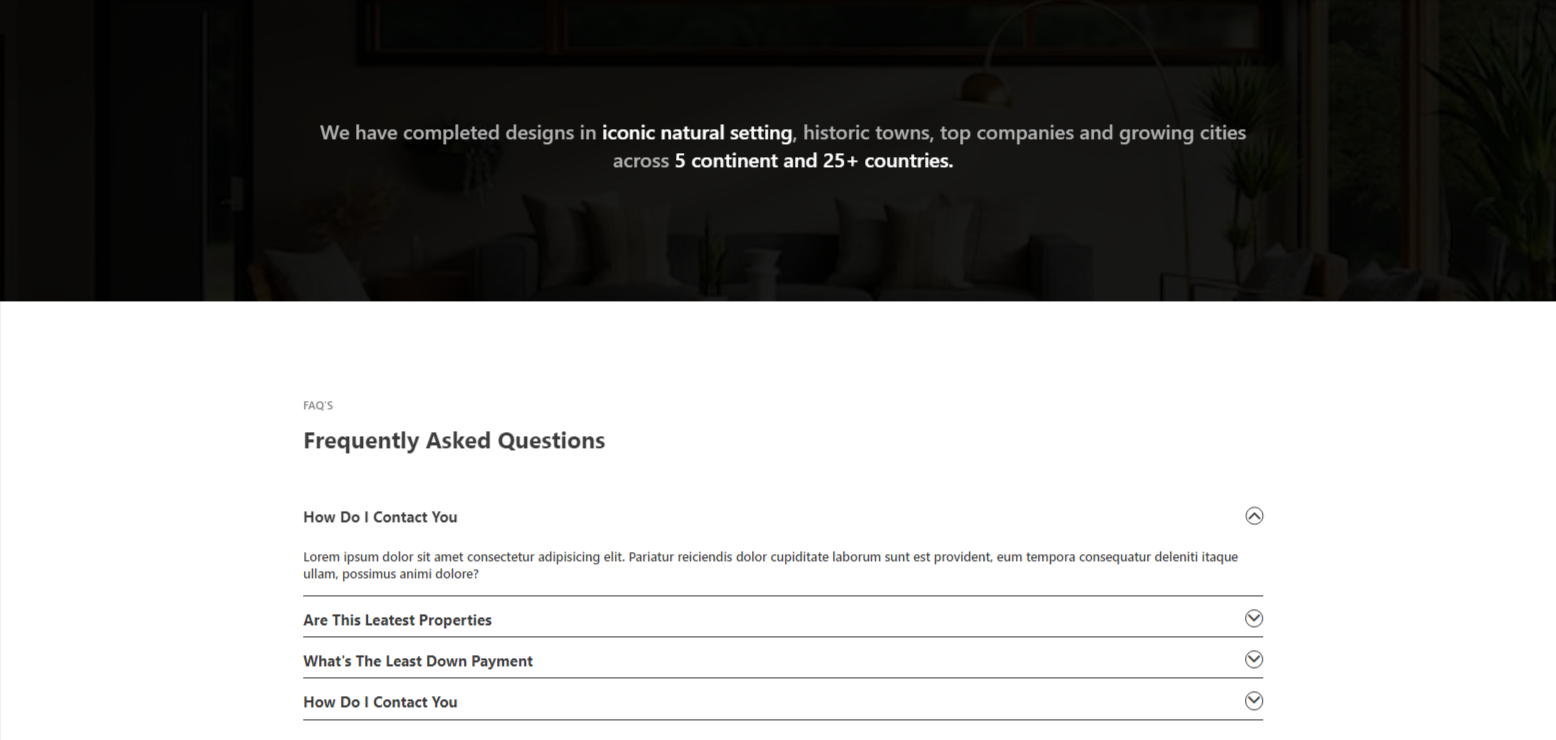 We have completed designs in iconic natural setting, historic towns, top companies and growing cities
across 5 continent and 25+ countries.
FAQ'S
Frequently Asked Questions
How Do I Contact You
Lorem ipsum dolor sit amet consectetur adipisicing elit. Pariatur reiciendis dolor cupiditate laborum sunt est provident, eum tempora consequatur deleniti itaque
ullam, possimus animi dolore?
Are This Leatest Properties
What's The Least Down Payment
How Do I Contact You